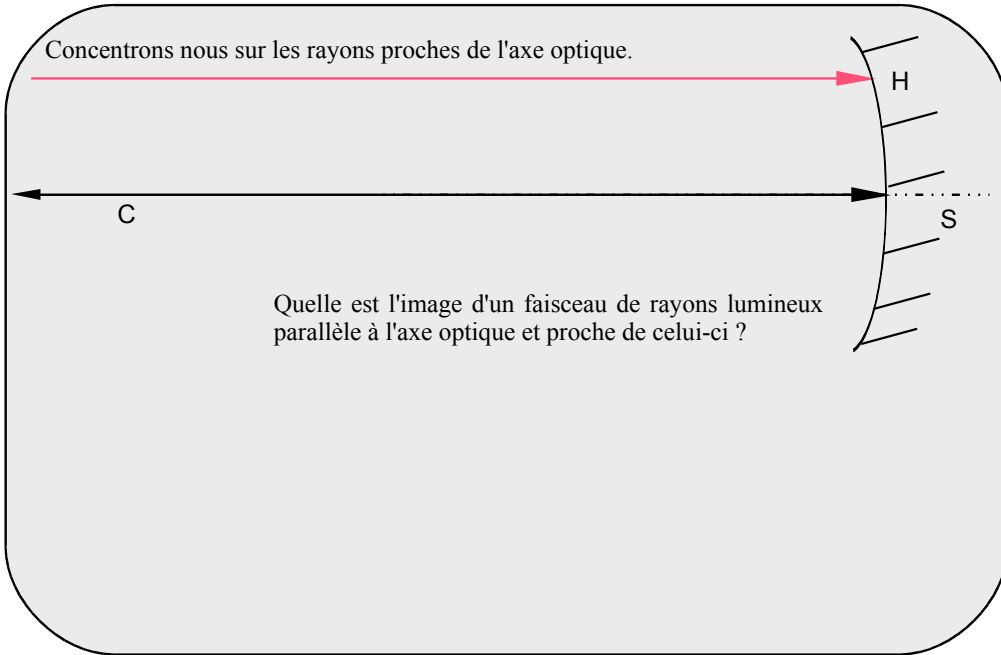 Concentrons nous sur les rayons proches de l'axe optique.
H
C
S
Quelle est l'image d'un faisceau de rayons lumineux
parallèle à l'axe optique et proche de celui-ci ?